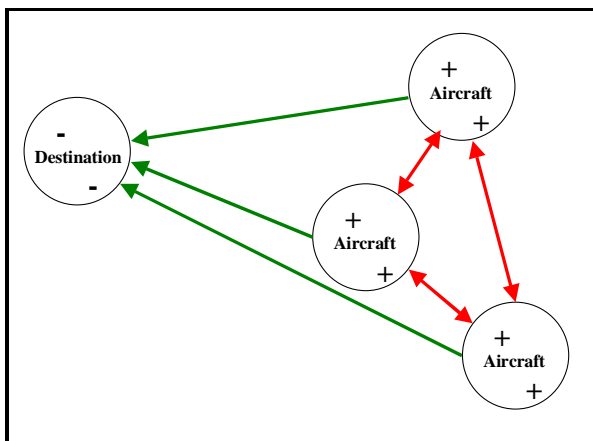 +
Aircraft
+
-
Destination
-
+
Aircraft
+
+
Aircraft
+